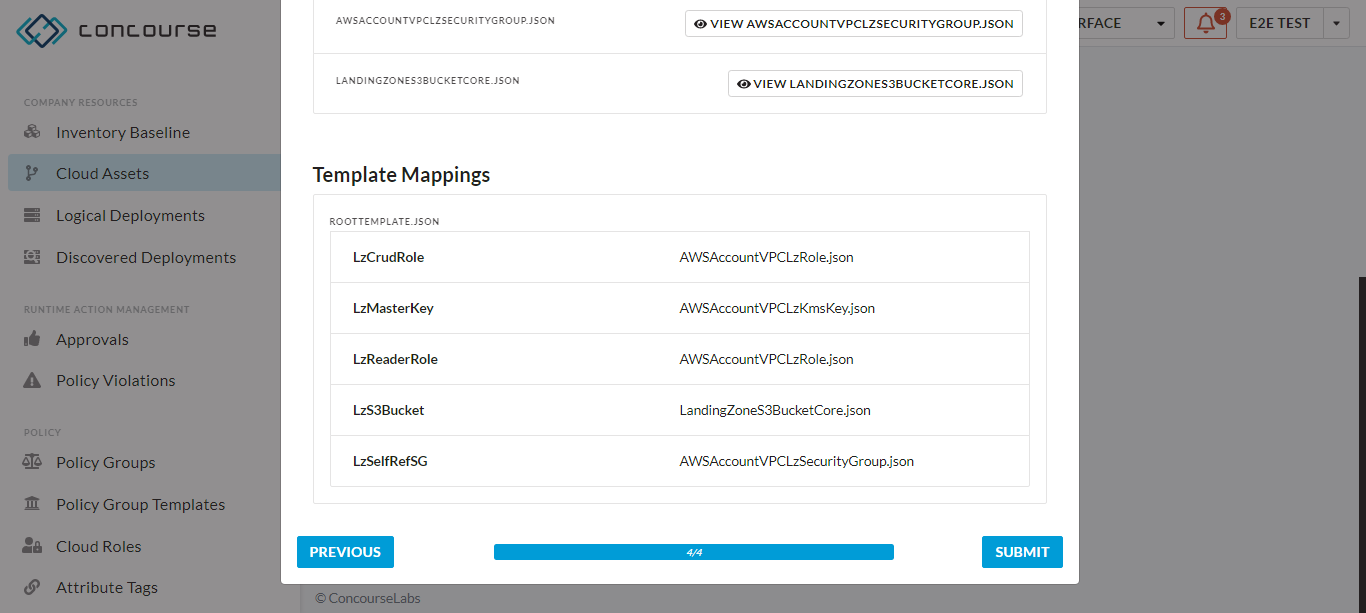 concourse
COMPANY RESOURCES
Inventory Baseline
Cloud Assets
Logical Deployments
Discovered Deployments
RUNTIME ACTION MANAGEMENT
Approvals
Policy Violations
POLICY
Policy Groups
Policy Group Templates
Cloud Roles
Attribute Tags
RFACE
3
E2E TEST
AWSACCOUNTVPCLZSECURITYGROUP.JSON
VIEW AWSACCOUNTVPCLZSECURITYGROUP.JSON
LANDINGZONES3BUCKETCORE.JSON
VIEW LANDINGZONES3BUCKETCORE.JSON
Template Mappings
ROOTTEMPLATE.JSON
LzCrudRole AWSAccountVPCLzRole.json
LzMasterKey AWSAccountVPCLzKmsKey.json
LzReaderRole AWSAccountVPCLzRole.json
LzS3Bucket LandingZoneS3BucketCore.json
LzSelfRefSG AWSAccountVPCLzSecurityGroup.json
PREVIOUS
4/4
SUBMIT
© ConcourseLabs